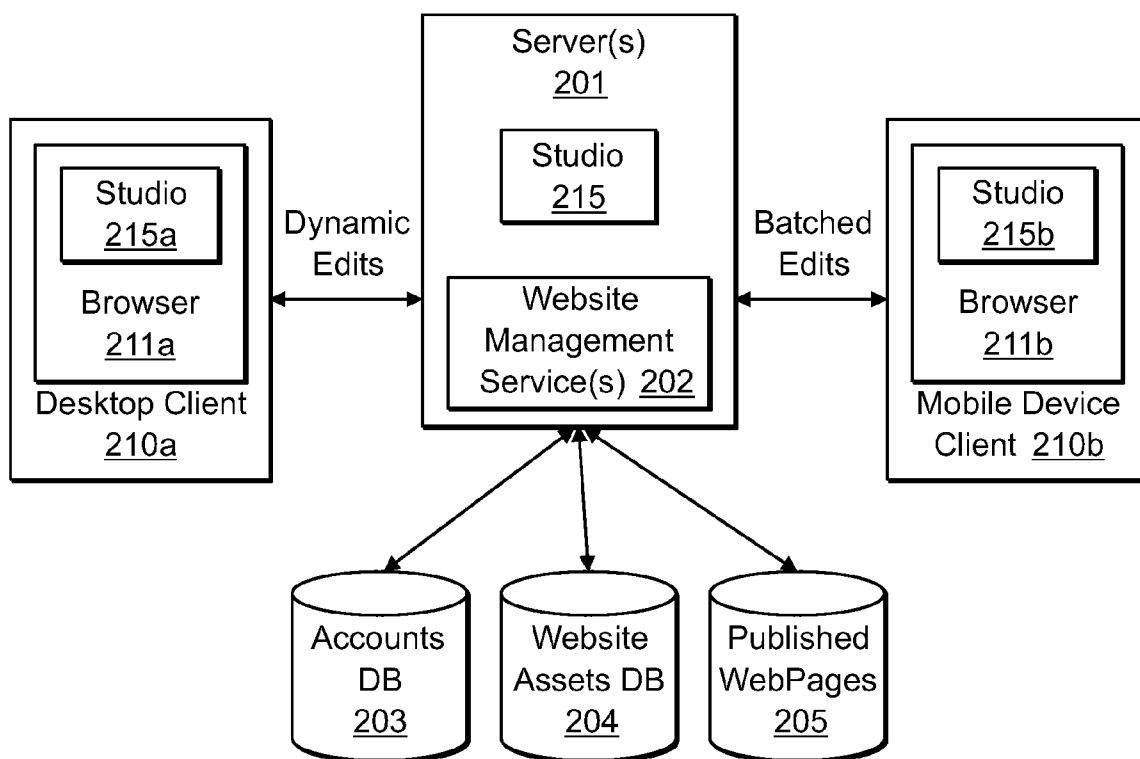 Server(s)
201
Studio
215
Website
Management
Service(s) 202
Studio
215a
Browser
211a
Desktop Client
210a
Dynamic
Edits
Batched
Edits
Studio
215b
Browser
211b
Mobile Device
Client 210b
Accounts
DB
203
Website
Assets DB
204
Published
WebPages
205